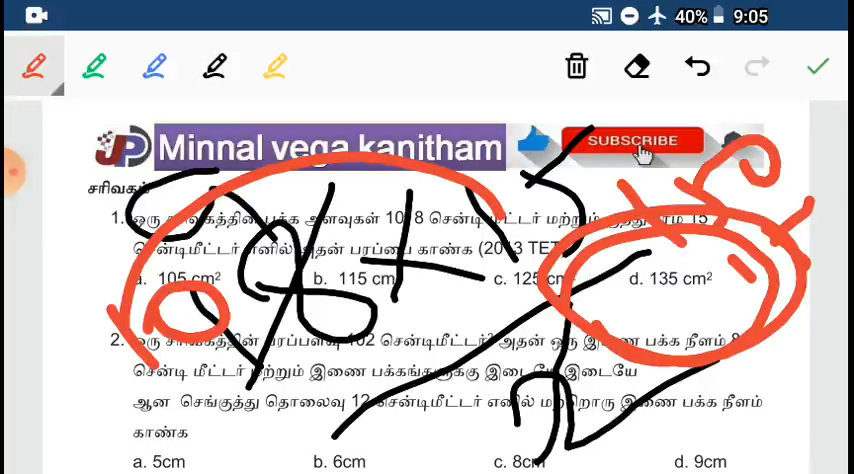 40% 9:05
JP Minnal vega kanitham SUBSCRIBE
சரிவகம்
1. ஒரு சரிவகத்தின் பக்க அளவுகள் 10, 8 சென்டிமீட்டர் மற்றும் 15
சென்டிமீட்டர் எனில் அதன் பரப்பை காண்க (2013 TET)
a. 105 cm² b. 115 cm c. 125 cm d. 135 cm²
2. ஒரு சரிவகத்தின் பரப்பளவு 102 சென்டிமீட்டர் அதன் ஒரு இணை பக்க நீளம் 8
சென்டி மீட்டர் மற்றும் இணை பக்கங்களுக்கு இடையே இடையே
ஆன செங்குத்து தொலைவு 12 சென்டிமீட்டர் எனில் மற்றொரு இணை பக்க நீளம்
காண்க
a. 5cm b. 6cm c. 8cm d. 9cm